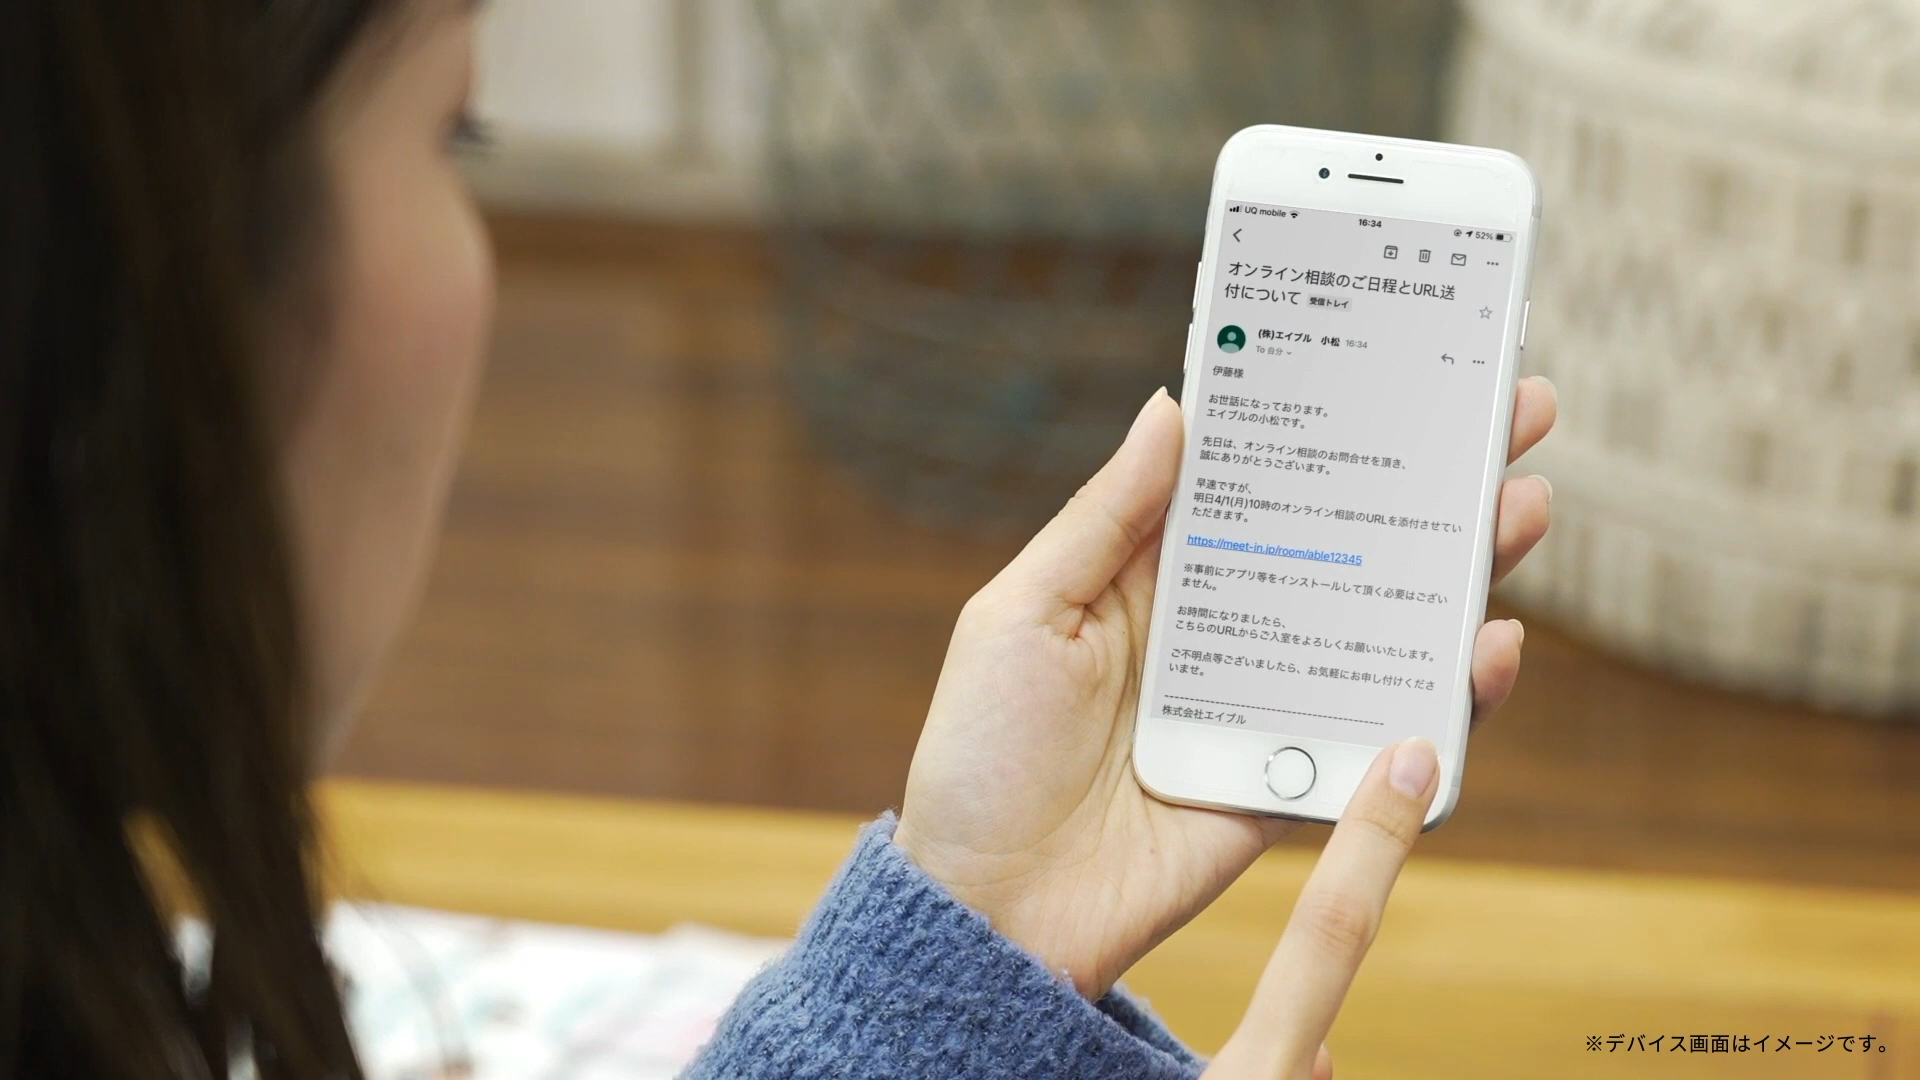 UQ mobile 16:34 52%
オンライン相談のご日程とURL送
付について 受信トレイ
(株)エイブル 小松 16:34
To 自分
伊藤様
お世話になっております。
エイブルの小松です。
先日は、オンライン相談のお問合せを頂き、
誠にありがとうございます。
早速ですが、
明日4/1(月)10時のオンライン相談のURLを添付させてい
ただきます。
https://meet-in.jp/room/able12345
※事前にアプリ等をインストールして頂く必要はござい
ません。
お時間になりましたら、
こちらのURLからご入室をよろしくお願いいたします。
ご不明点等ございましたら、お気軽にお申し付けくださ
いませ。
--------------------------------------------
株式会社エイブル
※デバイス画面はイメージです。